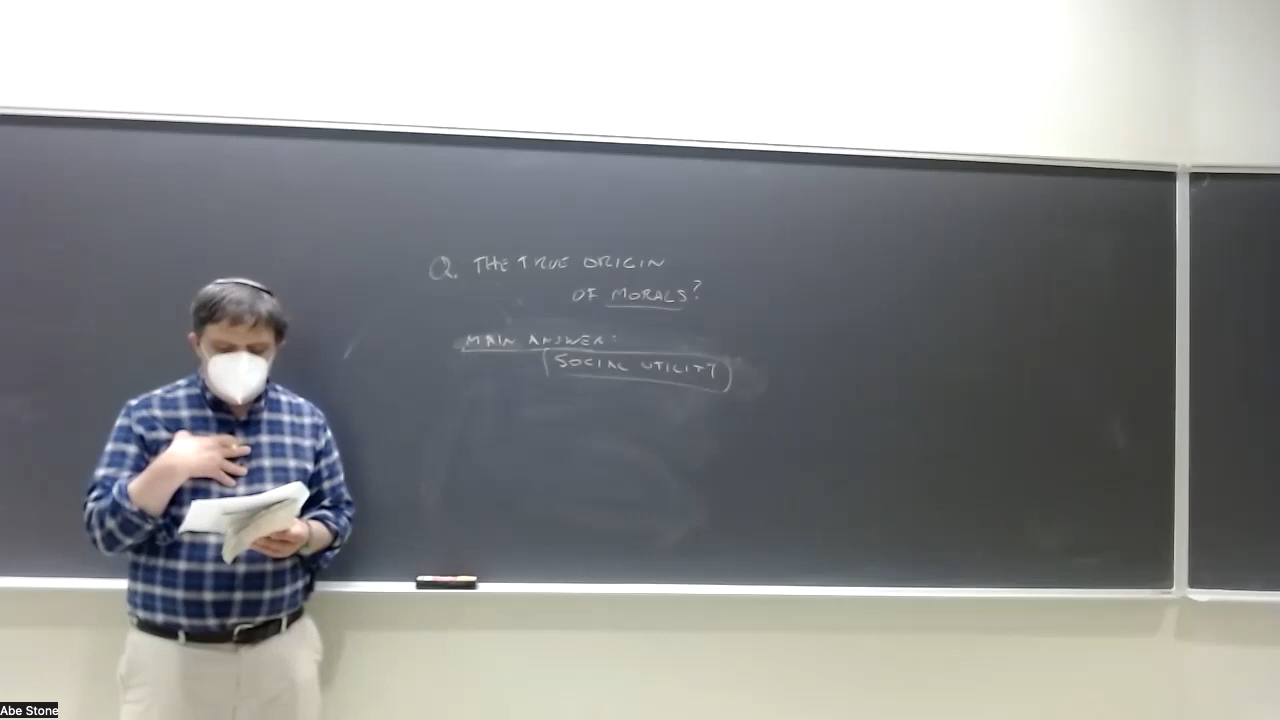 Q. THE TRUE ORIGIN
OF MORALS?
MAIN ANSWER:
SOCIAL UTILITY
Abe Stone